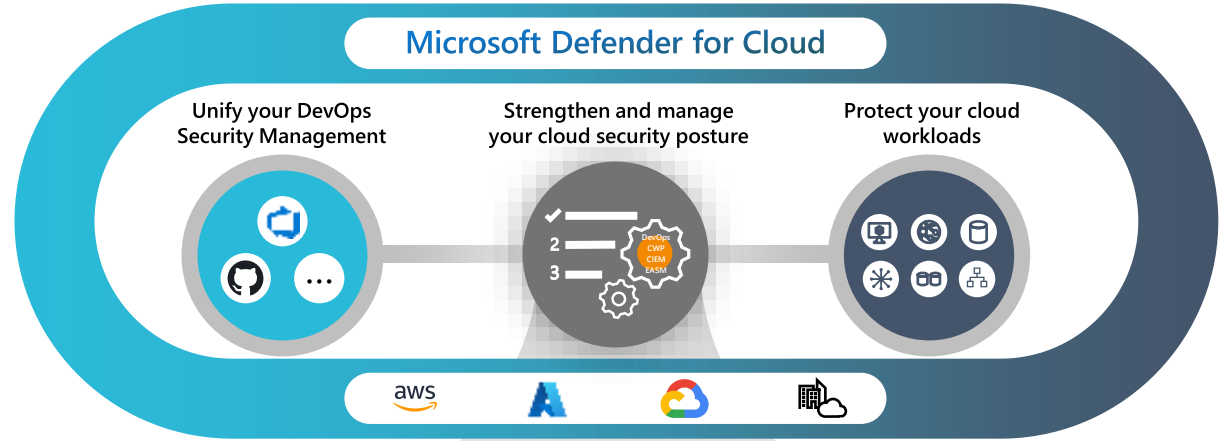 Microsoft Defender for Cloud
Unify your DevOps
Security Management
Strengthen and manage
your cloud security posture
Protect your cloud
workloads
2
3
DevOps
CWP
CIEM
EASM
...
aws